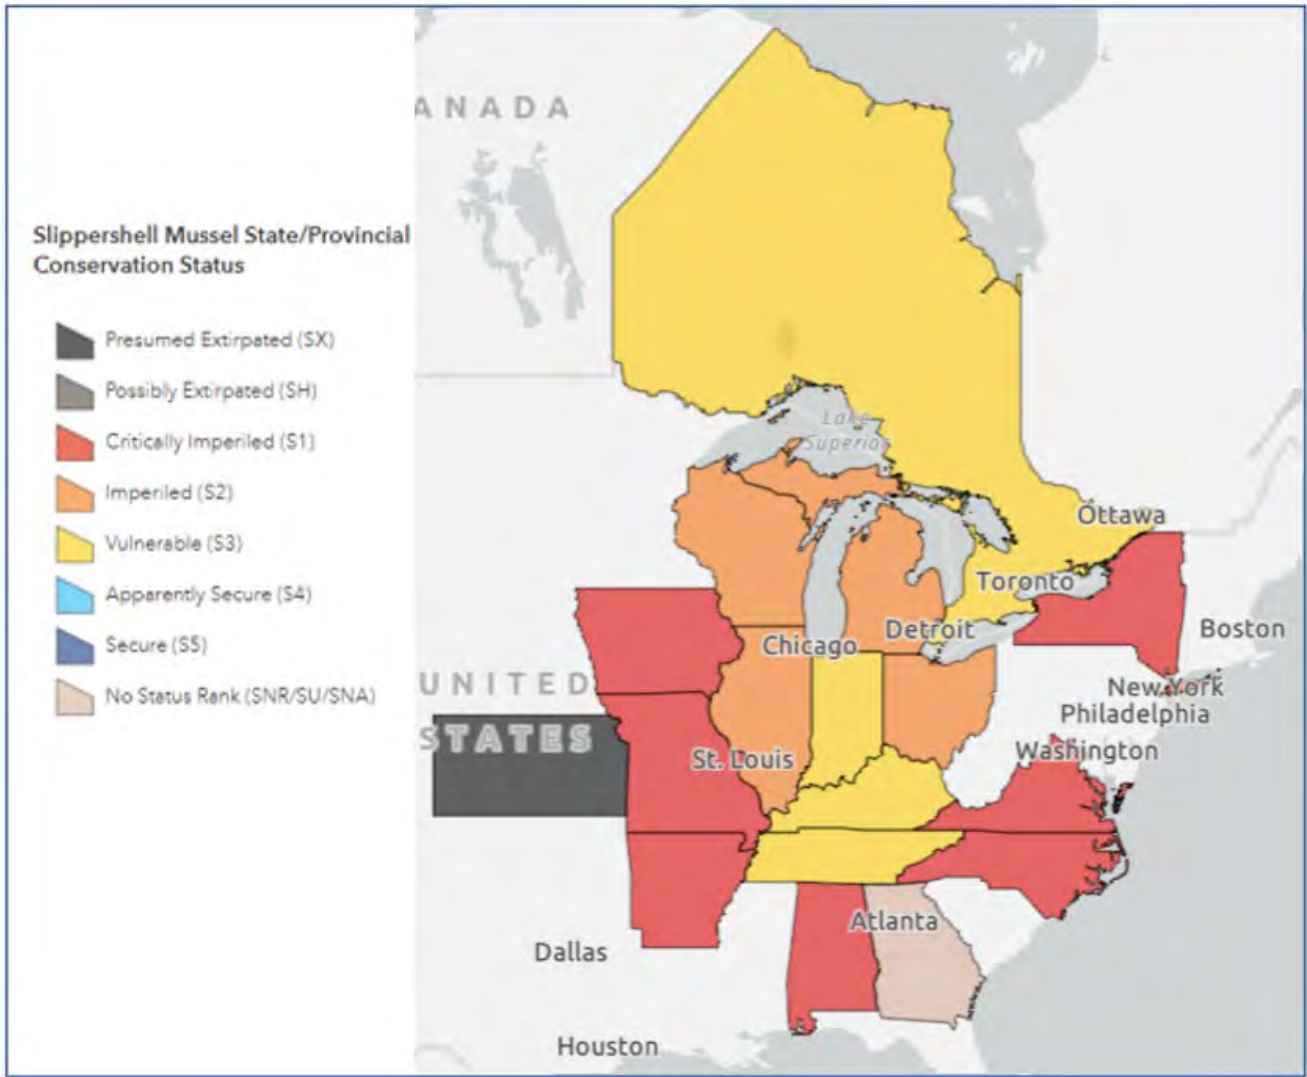 Slippershell Mussel State/Provincial
Conservation Status
Presumed Extirpated (SX)
Possibly Extirpated (SH)
Critically Imperiled (S1)
Imperiled (S2)
Vulnerable (S3)
Apparently Secure (S4)
Secure (S5)
No Status Rank (SNR/SU/SNA)
ANADA
Lake
Superior
Ottawa
Toronto
Boston
Detroit
Chicago
UNITED
STATES
New York
Philadelphia
Washington
St. Louis
Atlanta
Dallas
Houston